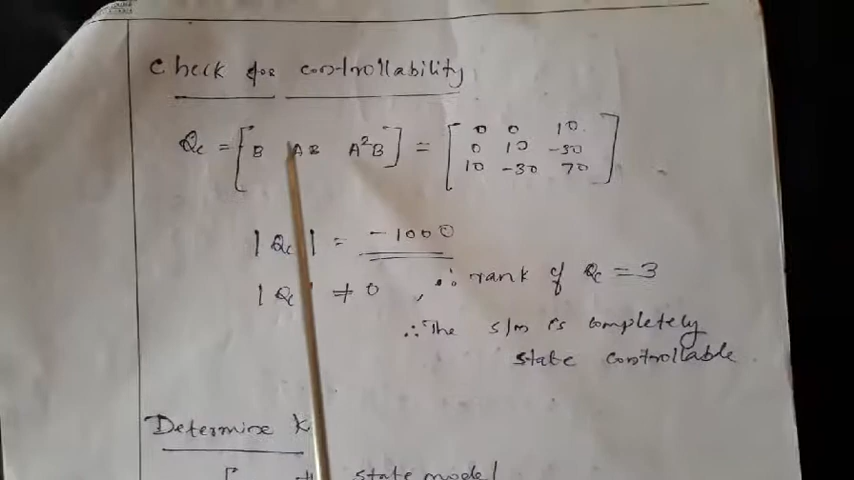 Check for controllability
Qc = [ B AB A²B ] = [ 0 0 10
0 10 -30
10 -30 70 ]
| Qc | = -1000
| Qc | ≠ 0 , ∴ rank of Qc = 3
∴ The s/m is completely
state controllable
Determine K
state model